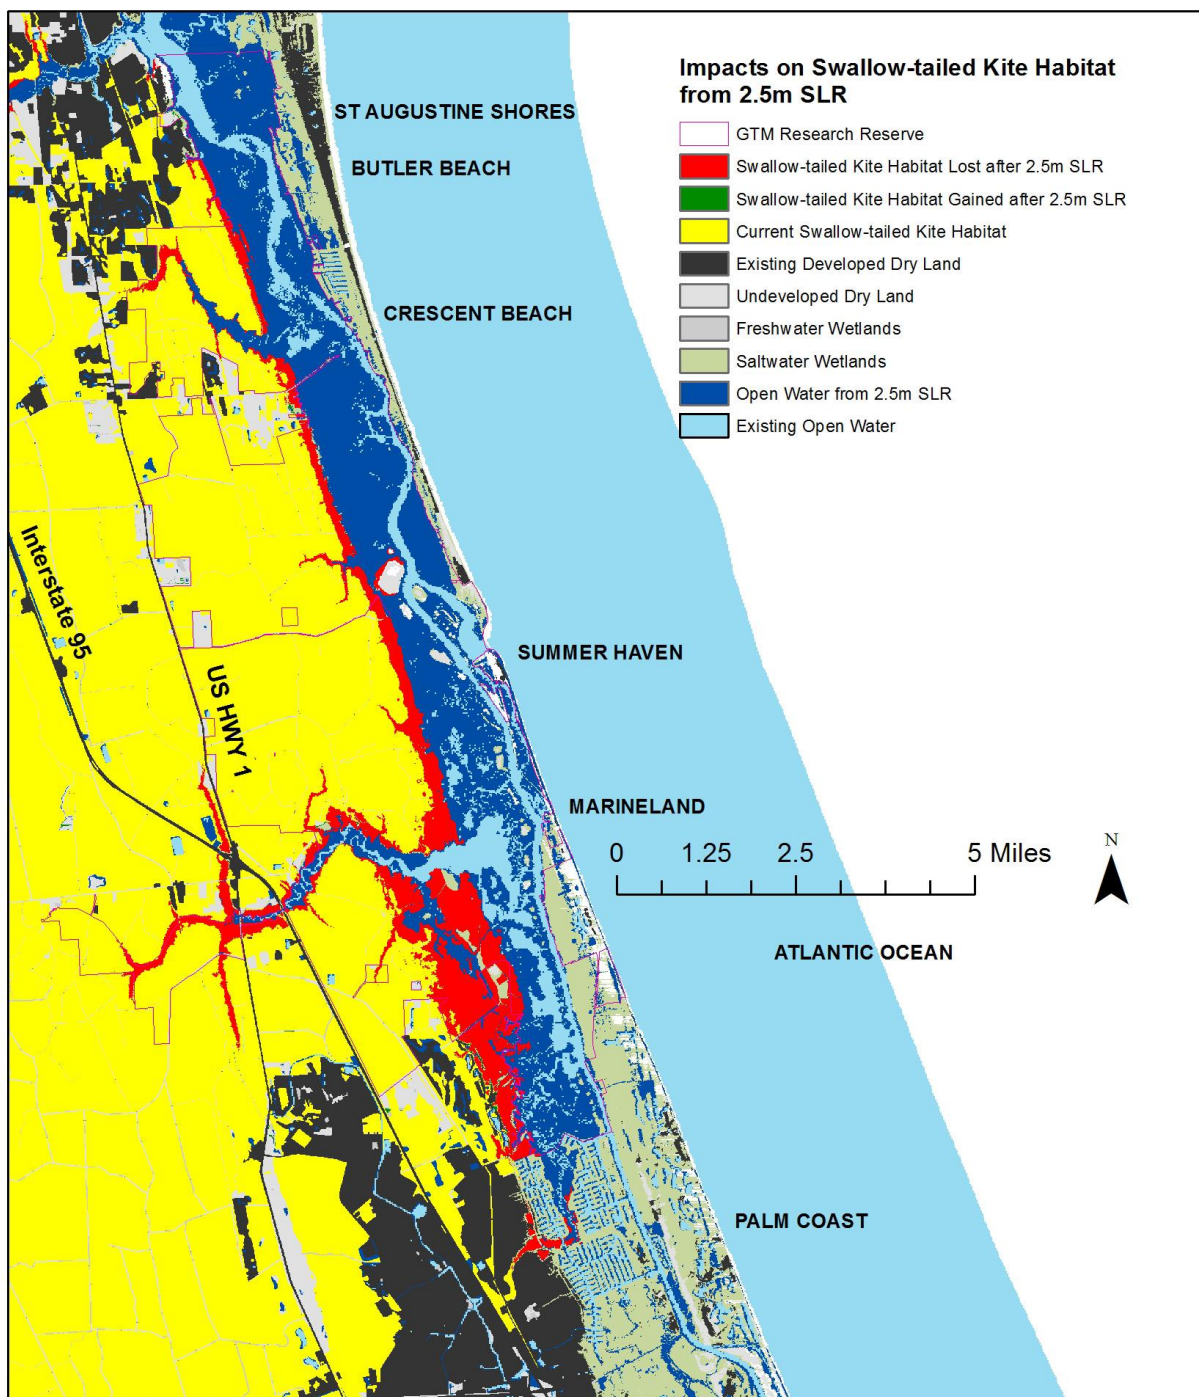 Impacts on Swallow-tailed Kite Habitat
from 2.5m SLR
GTM Research Reserve
Swallow-tailed Kite Habitat Lost after 2.5m SLR
Swallow-tailed Kite Habitat Gained after 2.5m SLR
Current Swallow-tailed Kite Habitat
Existing Developed Dry Land
Undeveloped Dry Land
Freshwater Wetlands
Saltwater Wetlands
Open Water from 2.5m SLR
Existing Open Water
ST AUGUSTINE SHORES
BUTLER BEACH
CRESCENT BEACH
Interstate 95
US HWY 1
SUMMER HAVEN
MARINELAND
0 1.25 2.5 5 Miles
N
ATLANTIC OCEAN
PALM COAST